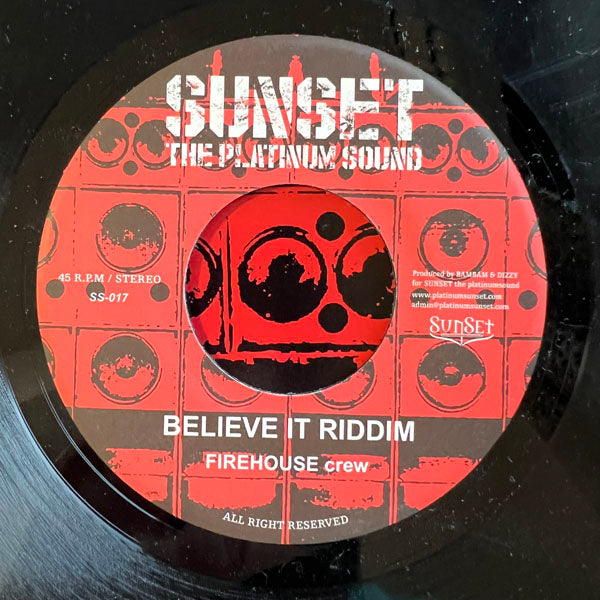 SUNSET
THE PLATINUM SOUND
45 R.P.M / STEREO
SS-017
Produced by BAMBAM & DIZZY
for SUNSET the platinumsound
www.platinumsunset.com
admin@platinumsunset.com
SUNSET
BELIEVE IT RIDDIM
FIREHOUSE crew
ALL RIGHT RESERVED